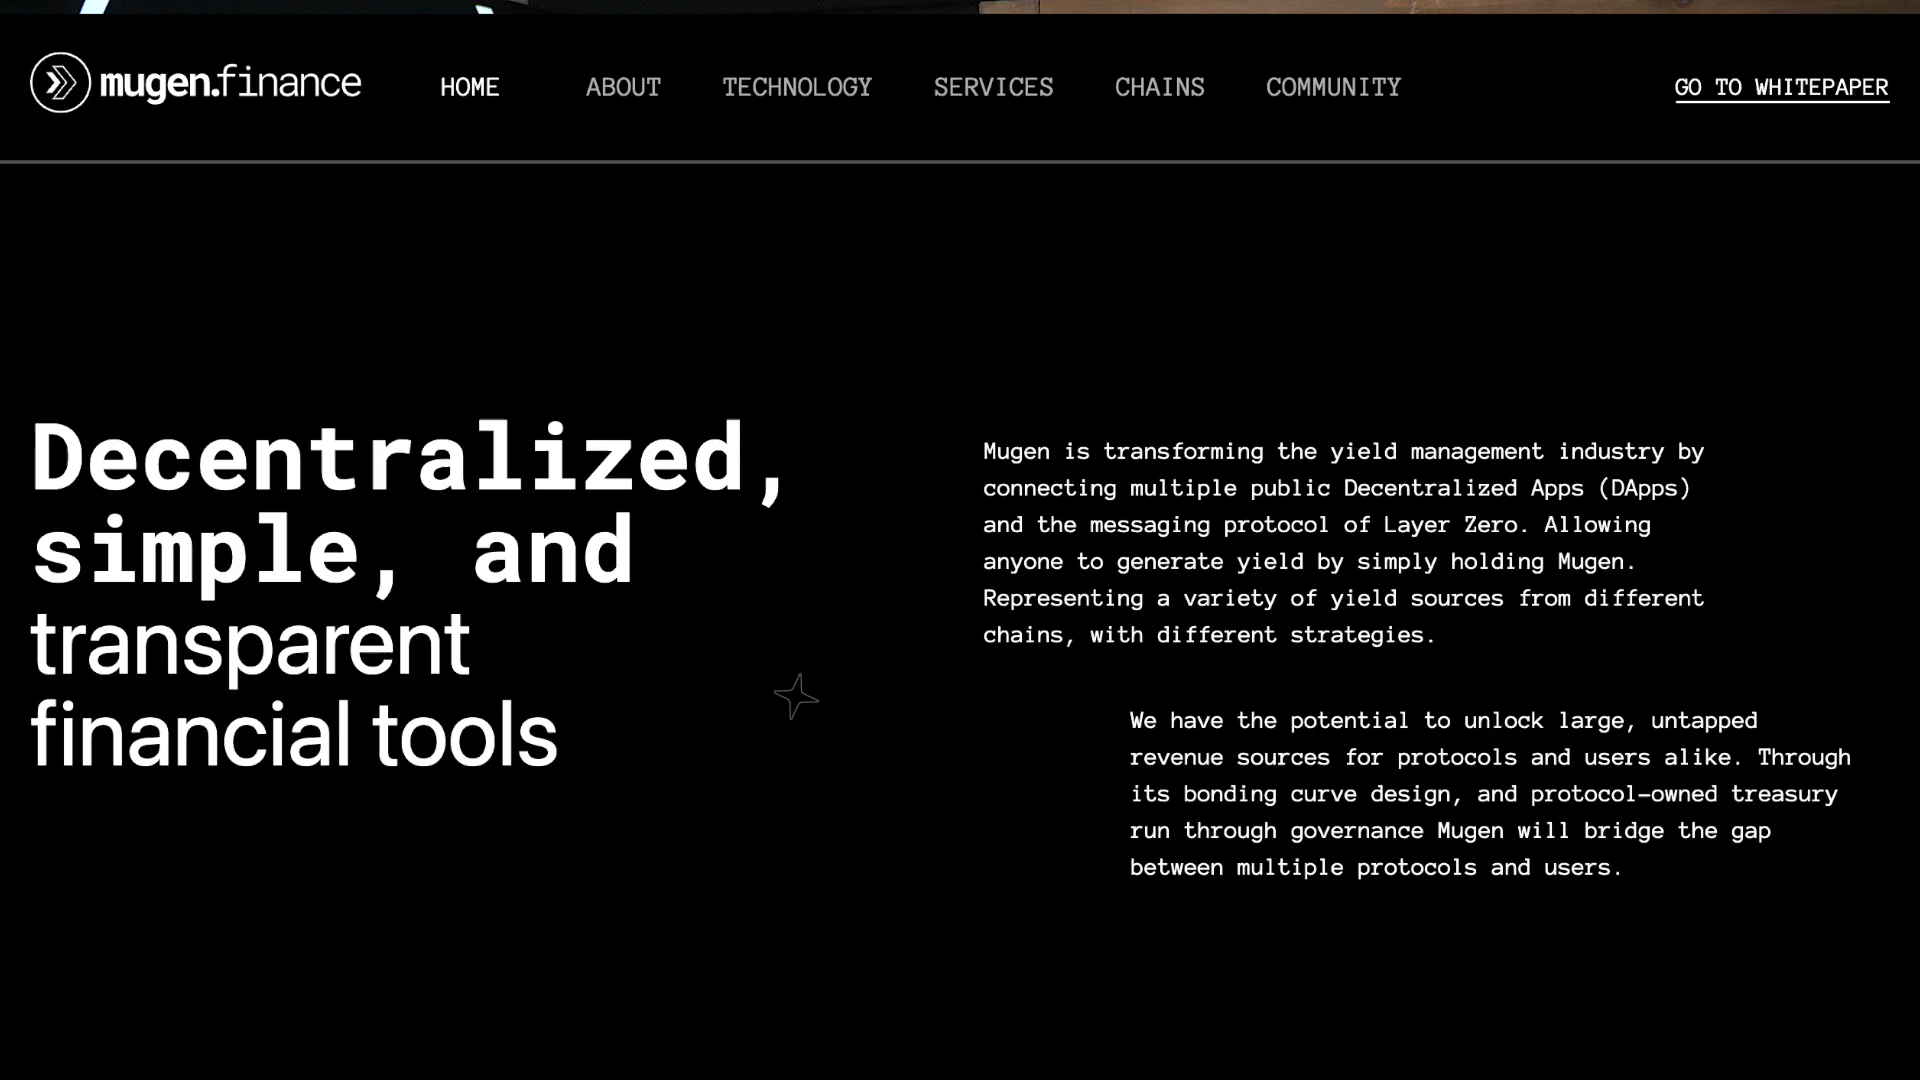 mugen.finance
HOME
ABOUT
TECHNOLOGY
SERVICES
CHAINS
COMMUNITY
GO TO WHITEPAPER
Decentralized,
simple, and
transparent
financial tools
Mugen is transforming the yield management industry by
connecting multiple public Decentralized Apps (DApps)
and the messaging protocol of Layer Zero. Allowing
anyone to generate yield by simply holding Mugen.
Representing a variety of yield sources from different
chains, with different strategies.
We have the potential to unlock large, untapped
revenue sources for protocols and users alike. Through
its bonding curve design, and protocol-owned treasury
run through governance Mugen will bridge the gap
between multiple protocols and users.